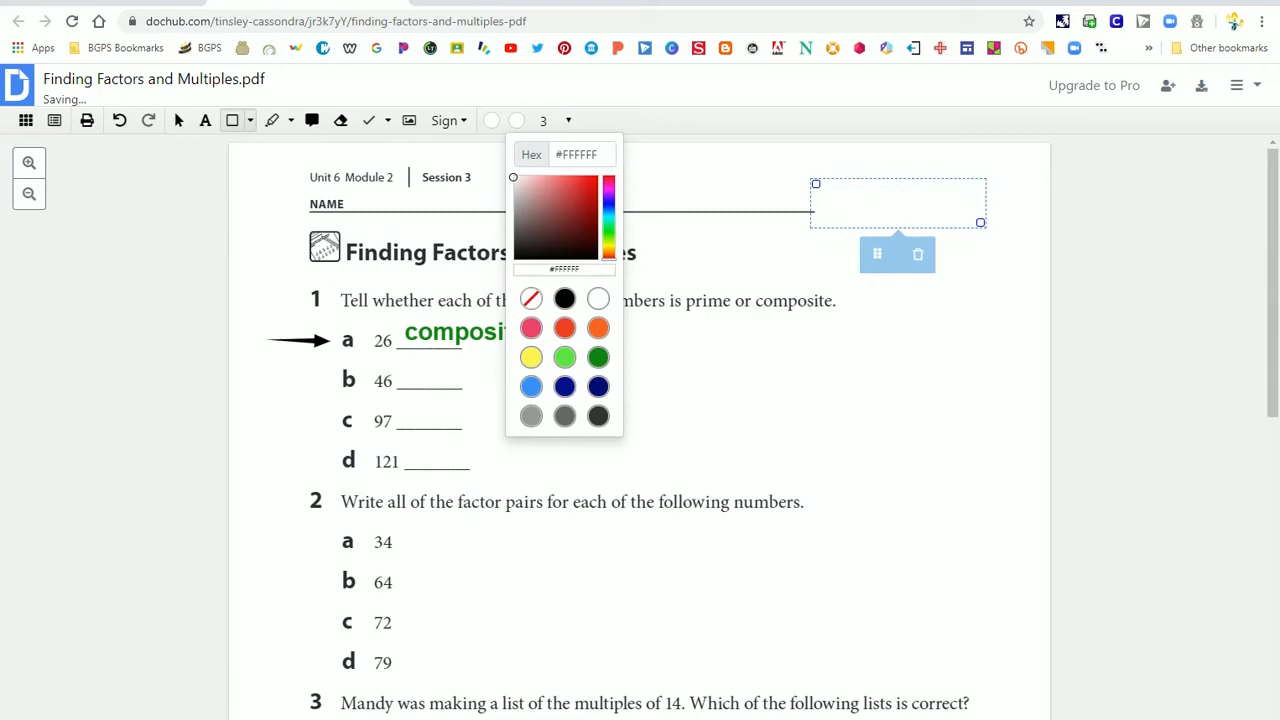 dochub.com/tinsley-cassondra/jr3k7yY/finding-factors-and-multiples-pdf
Apps BGPS Bookmarks BGPS » Other bookmarks
Finding Factors and Multiples.pdf
Saving...
Upgrade to Pro
Sign 3
Hex #FFFFFF
#FFFFFF
Unit 6 Module 2 Session 3
NAME
Finding Factors es
1 Tell whether each of th mbers is prime or composite.
a 26 composit
b 46
c 97
d 121
2 Write all of the factor pairs for each of the following numbers.
a 34
b 64
c 72
d 79
3 Mandy was making a list of the multiples of 14. Which of the following lists is correct?